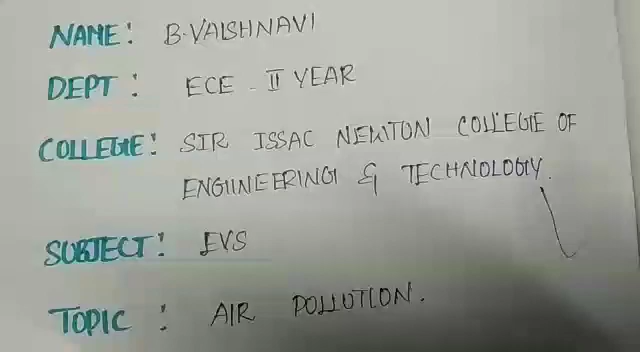 NAME: B.VAISHNAVI
DEPT: ECE - II YEAR
COLLEGE: SIR ISSAC NEWTON COLLEGE OF
ENGINEERING & TECHNOLOGY.
SUBJECT: EVS
TOPIC : AIR POLLUTION.